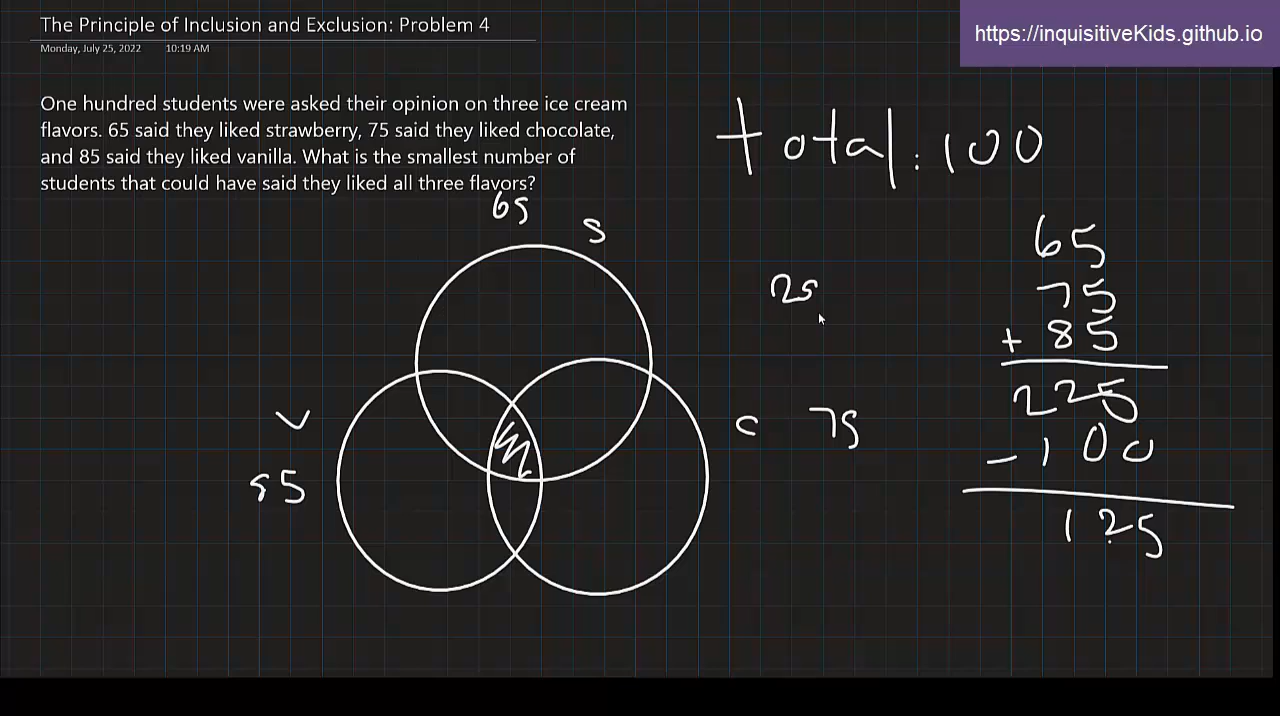 The Principle of Inclusion and Exclusion: Problem 4
Monday, July 25, 2022 10:19 AM
https://inquisitiveKids.github.io
One hundred students were asked their opinion on three ice cream
flavors. 65 said they liked strawberry, 75 said they liked chocolate,
and 85 said they liked vanilla. What is the smallest number of
students that could have said they liked all three flavors?
total: 100
65
S
V
85
C 75
25
65
75
+ 85
225
- 100
125